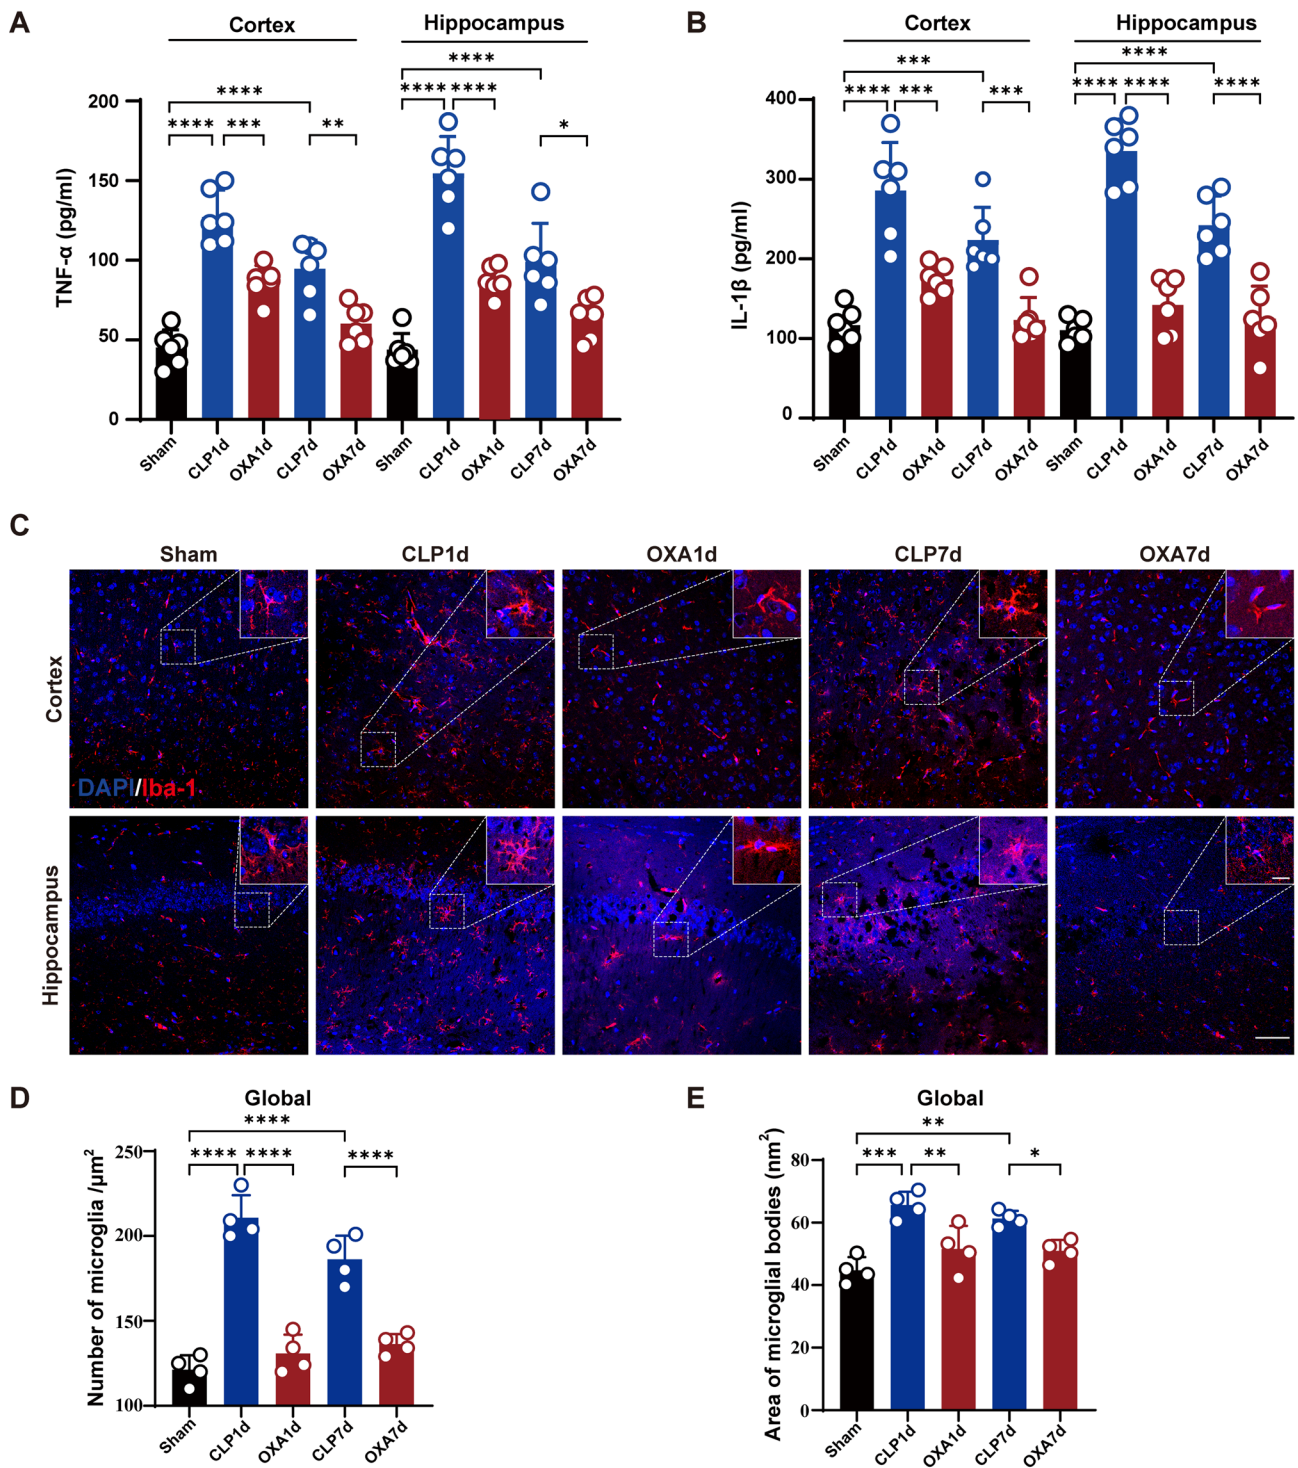 A
Cortex
Hippocampus
****
****
****
****
****
***
**
*
TNF-α (pg/ml)
200
150
100
50
0
Sham
CLP1d
OXA1d
CLP7d
OXA7d
Sham
CLP1d
OXA1d
CLP7d
OXA7d
B
Cortex
Hippocampus
***
****
****
***
***
****
****
****
IL-1β (pg/ml)
400
300
200
100
0
Sham
CLP1d
OXA1d
CLP7d
OXA7d
Sham
CLP1d
OXA1d
CLP7d
OXA7d
C
Sham
CLP1d
OXA1d
CLP7d
OXA7d
Cortex
DAPI/Iba-1
Hippocampus
D
Global
****
****
****
****
Number of microglia /µm²
250
200
150
100
Sham
CLP1d
OXA1d
CLP7d
OXA7d
E
Global
**
***
**
*
Area of microglial bodies (nm²)
80
60
40
20
0
Sham
CLP1d
OXA1d
CLP7d
OXA7d